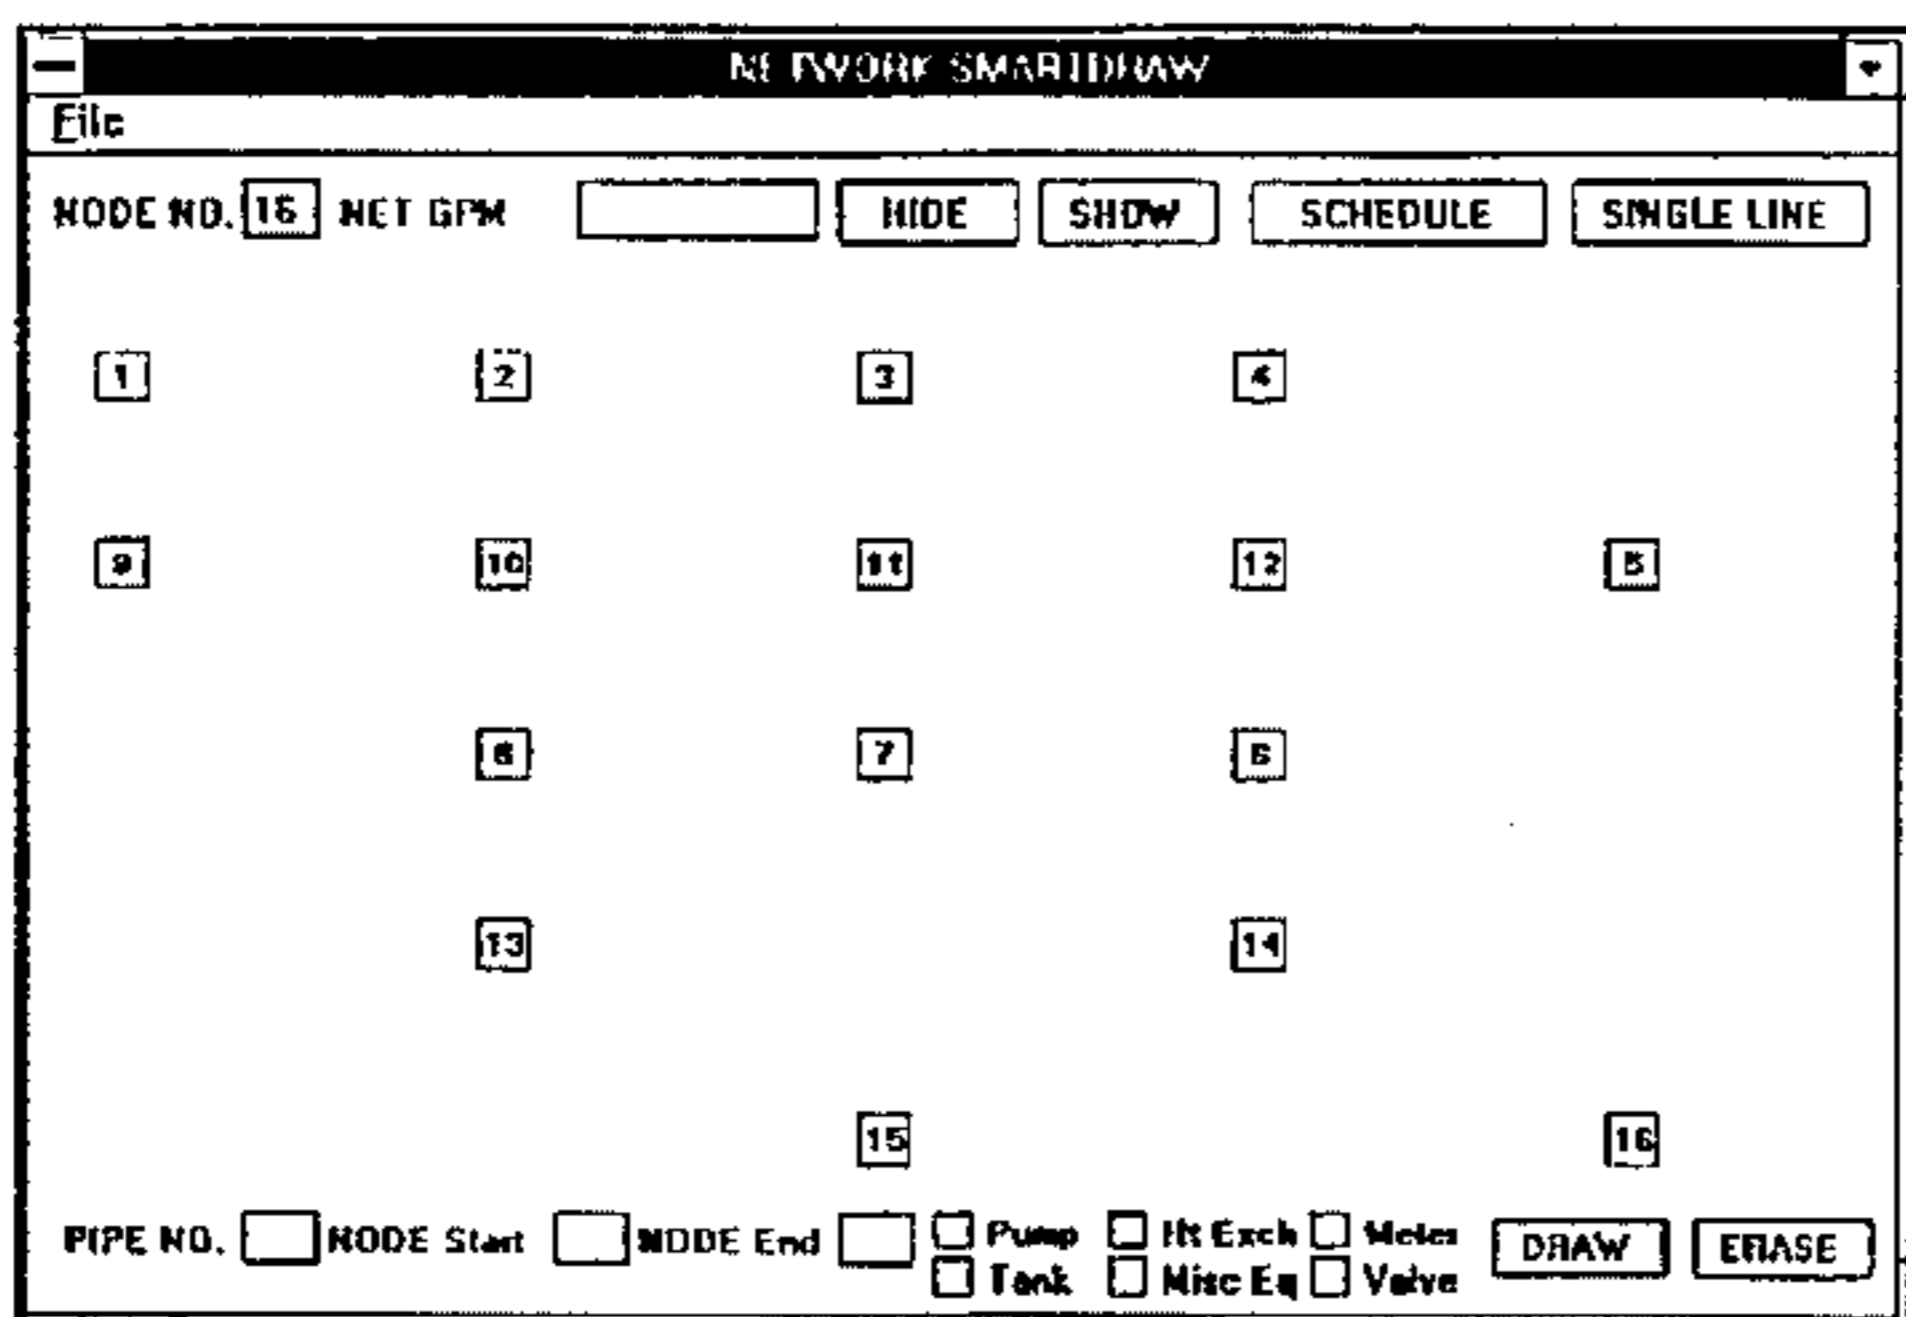 NETWORK SMARTDRAW
File
NODE NO. 16 NET GPM HIDE SHOW SCHEDULE SINGLE LINE
1 2 3 4
9 10 11 12 5
6 7 8
13 14
15 16
PIPE NO. NODE Start NODE End Pump Ht Exch Meter DRAW ERASE
Tank Misc Eq Valve